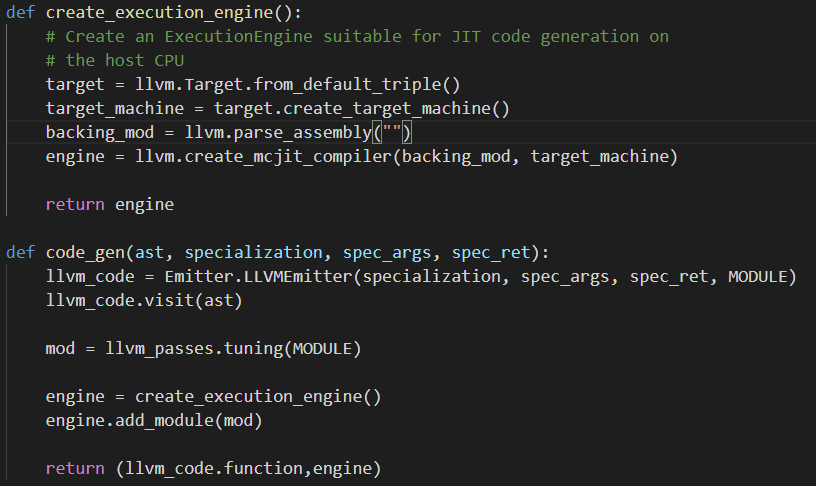 def create_execution_engine():
    # Create an ExecutionEngine suitable for JIT code generation on
    # the host CPU
    target = llvm.Target.from_default_triple()
    target_machine = target.create_target_machine()
    backing_mod = llvm.parse_assembly("")
    engine = llvm.create_mcjit_compiler(backing_mod, target_machine)

    return engine

def code_gen(ast, specialization, spec_args, spec_ret):
    llvm_code = Emitter.LLVMEmitter(specialization, spec_args, spec_ret, MODULE)
    llvm_code.visit(ast)

    mod = llvm_passes.tuning(MODULE)

    engine = create_execution_engine()
    engine.add_module(mod)

    return (llvm_code.function,engine)